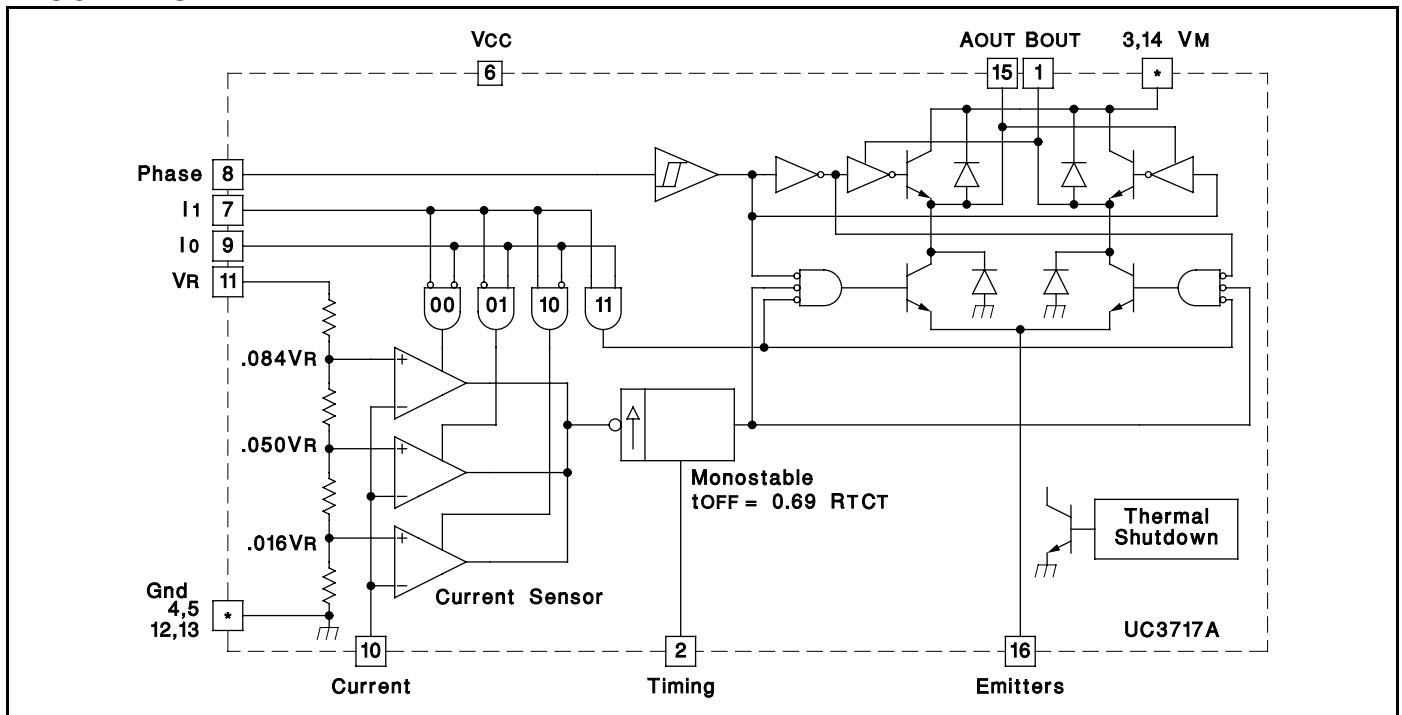 VCC
AOUT BOUT 3,14 VM
6
15 1 *
Phase 8
I1 7
I0 9
VR 11
00 01 10 11
.084VR
+
−
.050VR
+
−
.016VR
+
−
Monostable
tOFF = 0.69 RTCT
Thermal
Shutdown
Gnd
4,5
12,13
*
Current Sensor
UC3717A
10 2 16
Current Timing Emitters